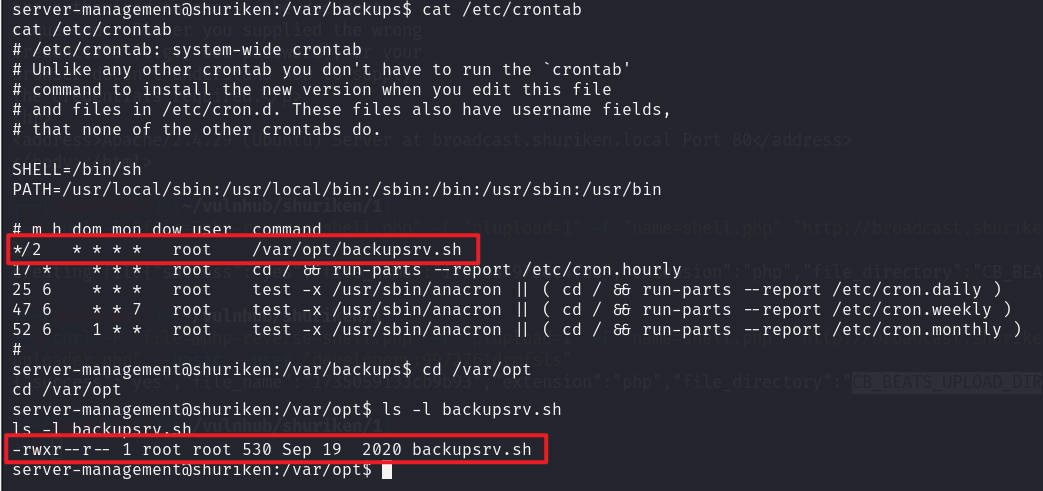 server-management@shuriken:/var/backups$ cat /etc/crontab
cat /etc/crontab
# /etc/crontab: system-wide crontab
# Unlike any other crontab you don't have to run the `crontab'
# command to install the new version when you edit this file
# and files in /etc/cron.d. These files also have username fields,
# that none of the other crontabs do.
SHELL=/bin/sh
PATH=/usr/local/sbin:/usr/local/bin:/sbin:/bin:/usr/sbin:/usr/bin
# m h dom mon dow user  command
*/2   * * * *   root    /var/opt/backupsrv.sh
17 *    * * *   root    cd / && run-parts --report /etc/cron.hourly
25 6    * * *   root    test -x /usr/sbin/anacron || ( cd / && run-parts --report /etc/cron.daily )
47 6    * * 7   root    test -x /usr/sbin/anacron || ( cd / && run-parts --report /etc/cron.weekly )
52 6    1 * *   root    test -x /usr/sbin/anacron || ( cd / && run-parts --report /etc/cron.monthly )
#
server-management@shuriken:/var/backups$ cd /var/opt
cd /var/opt
server-management@shuriken:/var/opt$ ls -l backupsrv.sh
ls -l backupsrv.sh
-rwxr--r-- 1 root root 530 Sep 19  2020 backupsrv.sh
server-management@shuriken:/var/opt$